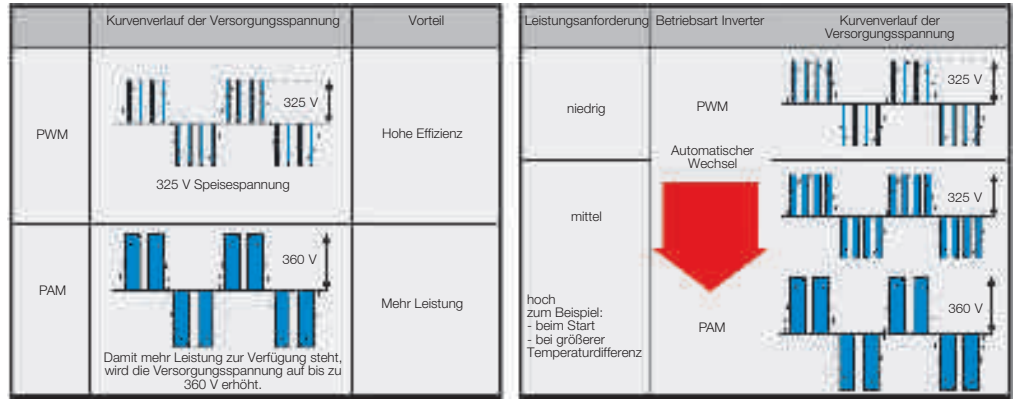 Kurvenverlauf der Versorgungsspannung
Vorteil
PWM
325 V
325 V Speisespannung
Hohe Effizienz
PAM
360 V
Damit mehr Leistung zur Verfügung steht,
wird die Versorgungsspannung auf bis zu
360 V erhöht.
Mehr Leistung
Leistungsanforderung
Betriebsart Inverter
Kurvenverlauf der
Versorgungsspannung
niedrig
PWM
325 V
Automatischer
Wechsel
mittel
325 V
hoch
zum Beispiel:
- beim Start
- bei größerer
Temperaturdifferenz
PAM
360 V